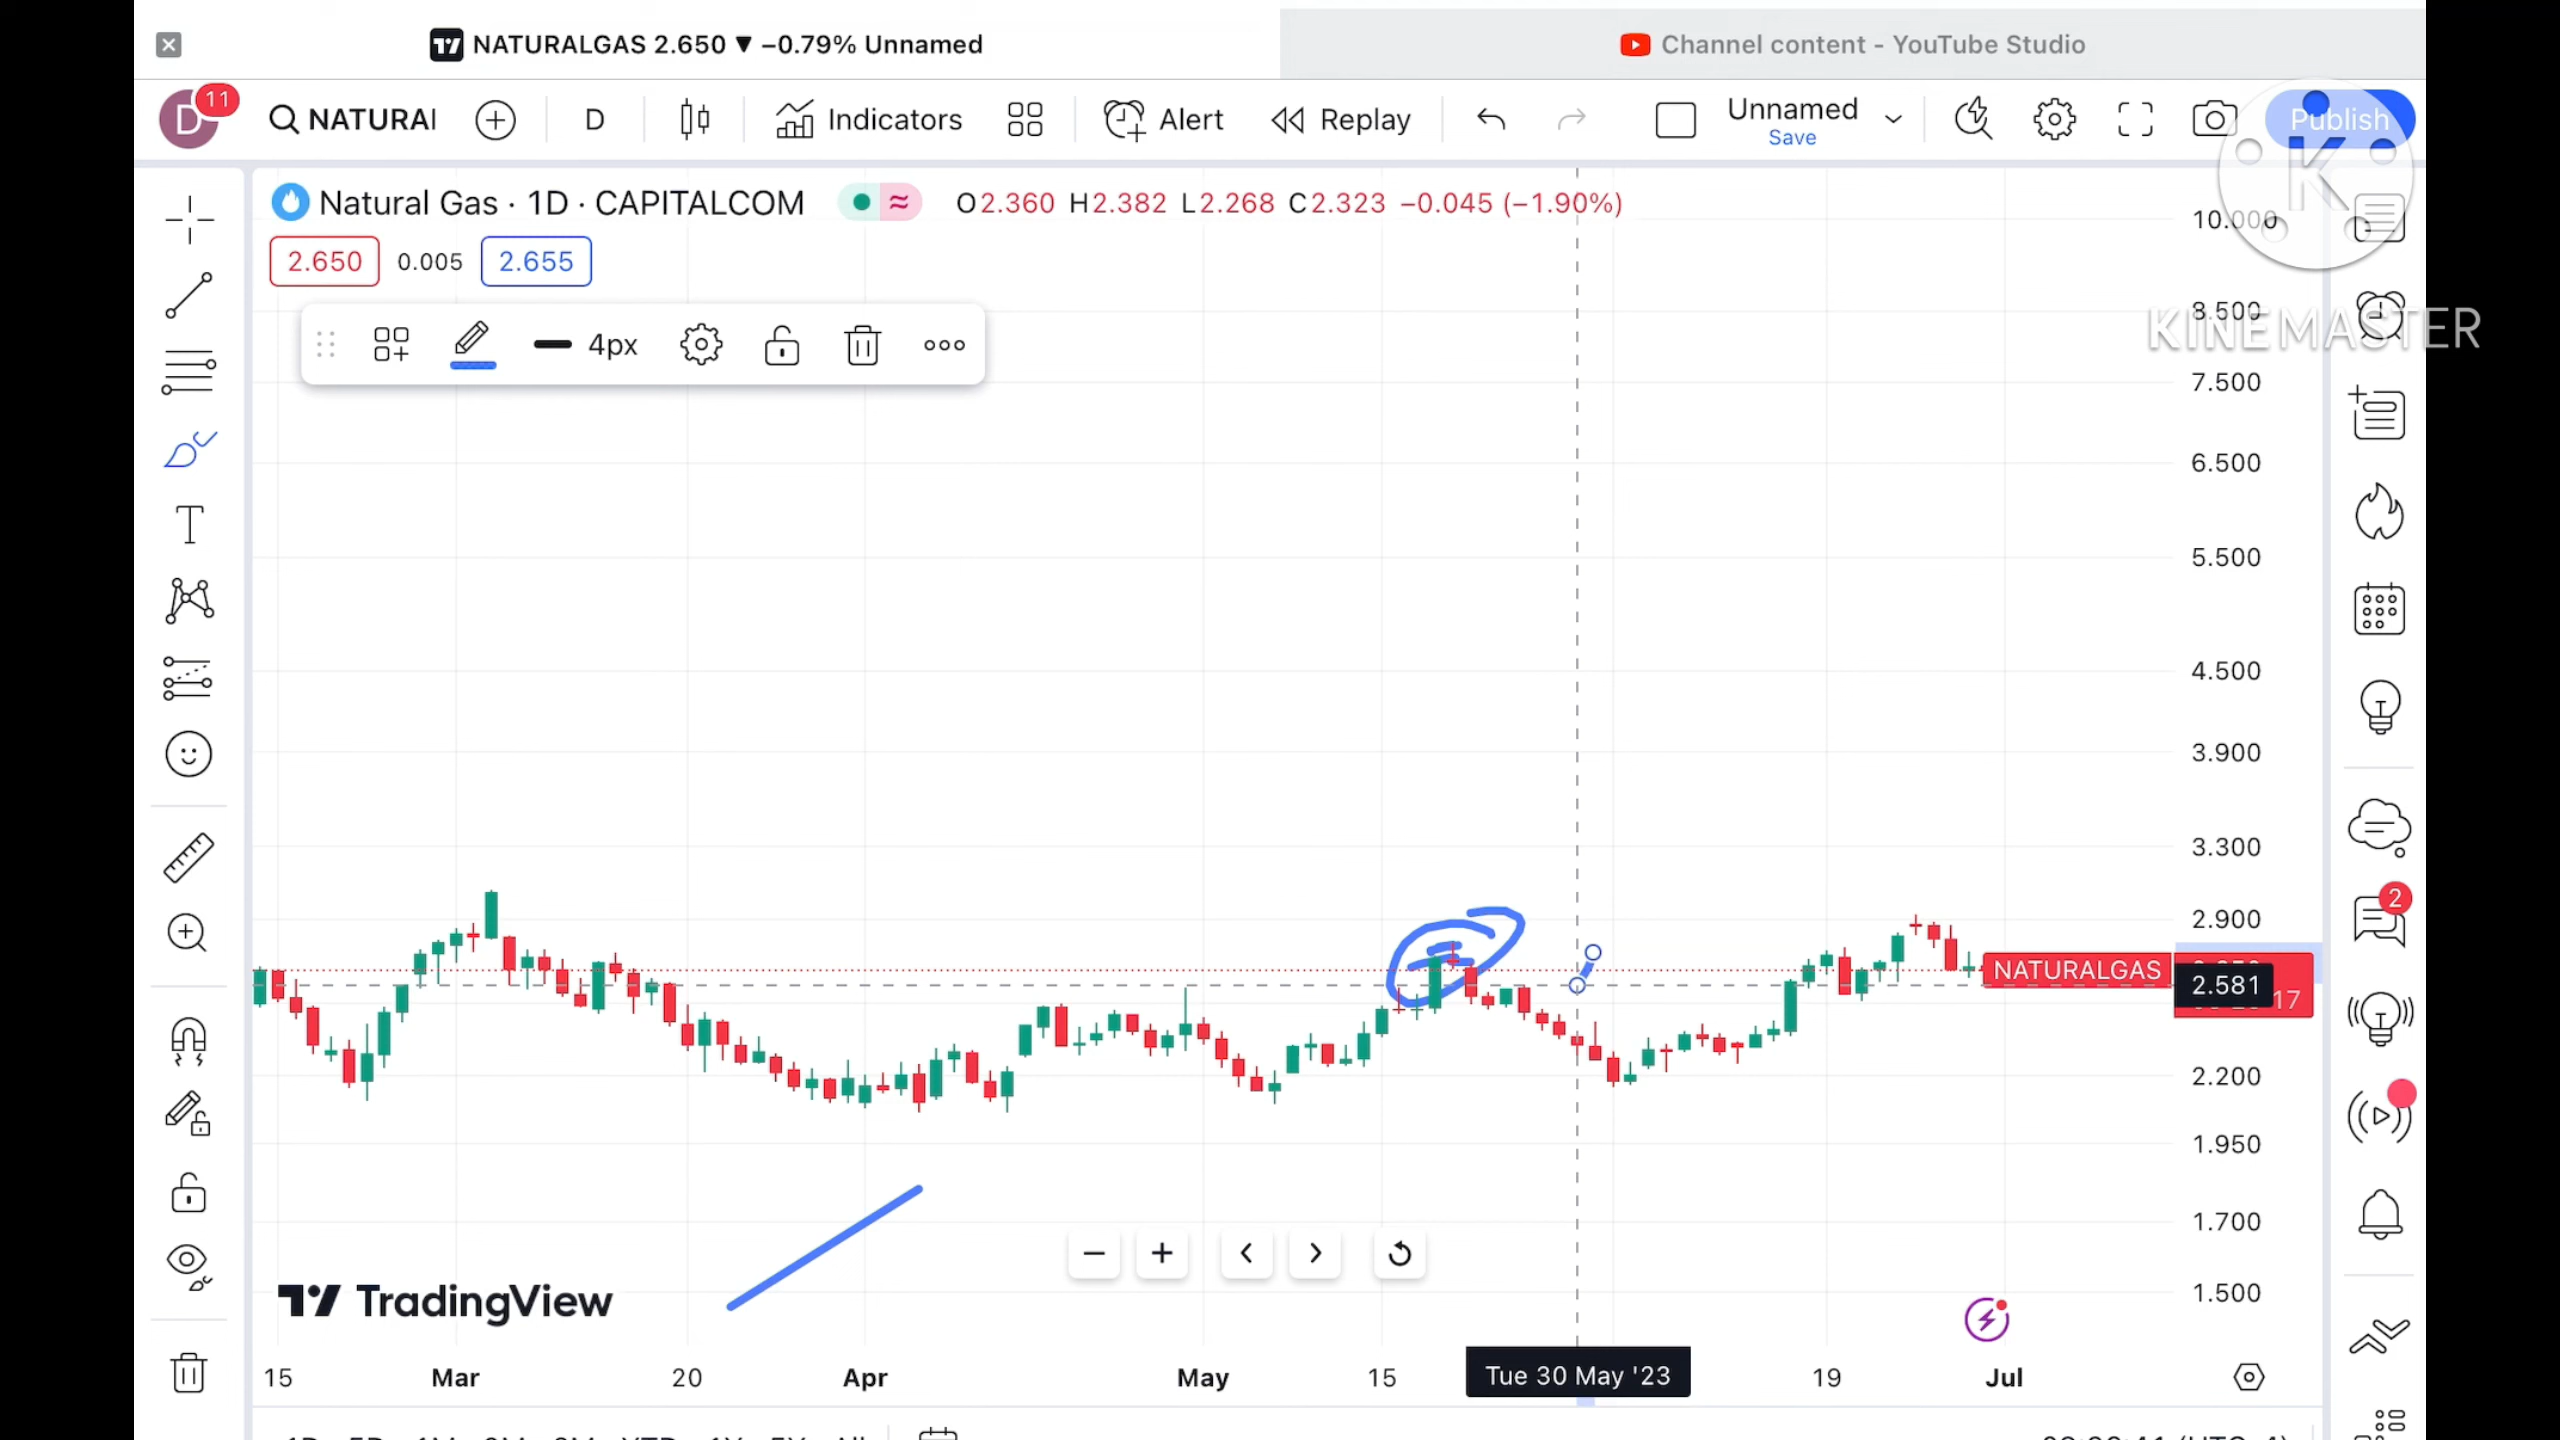 NATURALGAS 2.650 ▼ −0.79% Unnamed
Channel content - YouTube Studio
D 11
NATURAL
D
Indicators
Alert
Replay
Unnamed
Save
Publish
K
KINEMASTER
Natural Gas · 1D · CAPITALCOM
O2.360 H2.382 L2.268 C2.323 −0.045 (−1.90%)
2.650 0.005 2.655
4px
T
10.000
8.500
7.500
6.500
5.500
4.500
3.900
3.300
2.900
2
NATURALGAS
2.581
17
2.200
1.950
1.700
1.500
TradingView
15 Mar 20 Apr May 15 Tue 30 May '23 19 Jul